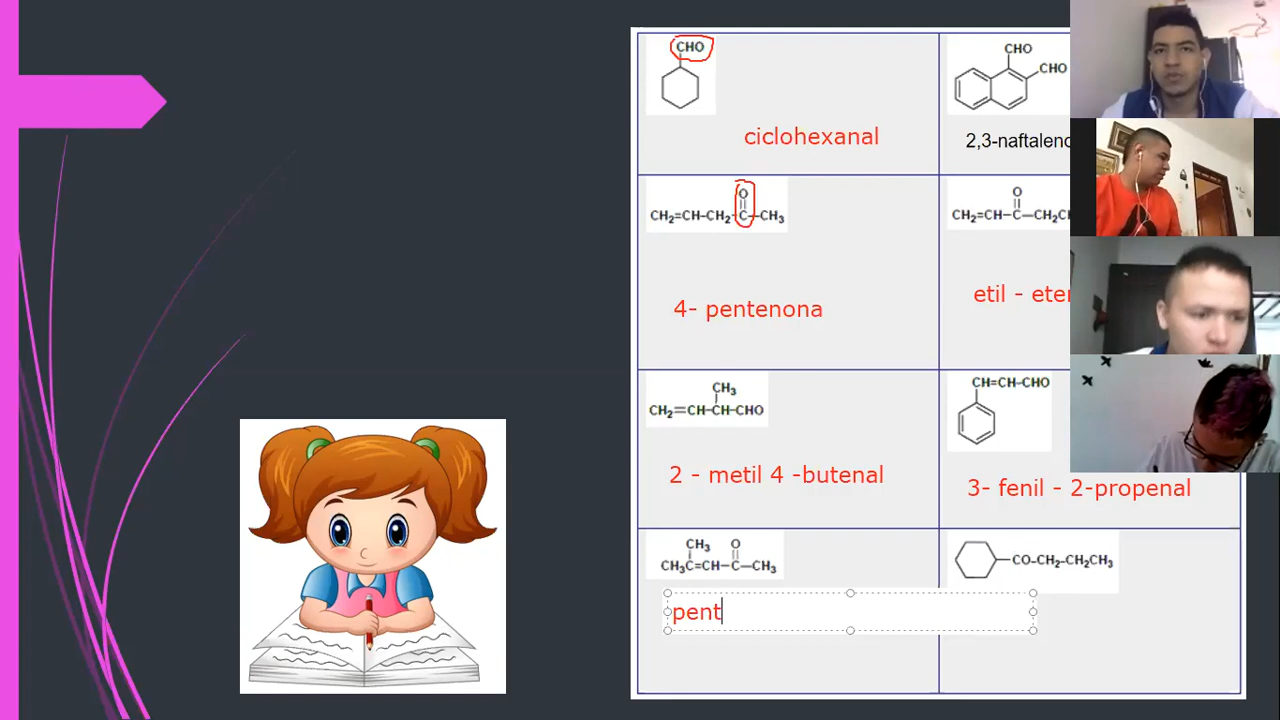 CHO
ciclohexanal
CHO
CHO
2,3-naftalenc
O
CH₂=CH-CH₂-C-CH₃
4- pentenona
O
CH₂=CH-C-CH₂C
etil - eter
CH₃
CH₂=CH-CH-CHO
2 - metil 4 -butenal
CH=CH-CHO
3- fenil - 2-propenal
CH₃ O
CH₃C=CH-C-CH₃
pent
CO-CH₂-CH₂CH₃